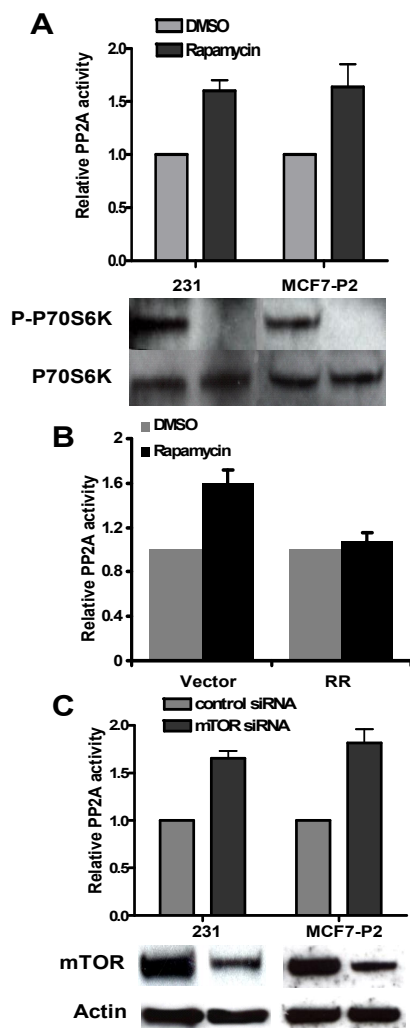 A
DMSO
Rapamycin
Relative PP2A activity
2.0
1.5
1.0
0.5
0.0
231 MCF7-P2
P-P70S6K
P70S6K
B
DMSO
Rapamycin
Relative PP2A activity
1.6
1.2
0.8
0.4
0
Vector RR
C
control siRNA
mTOR siRNA
Relative PP2A activity
2.0
1.5
1.0
0.5
0.0
231 MCF7-P2
mTOR
Actin